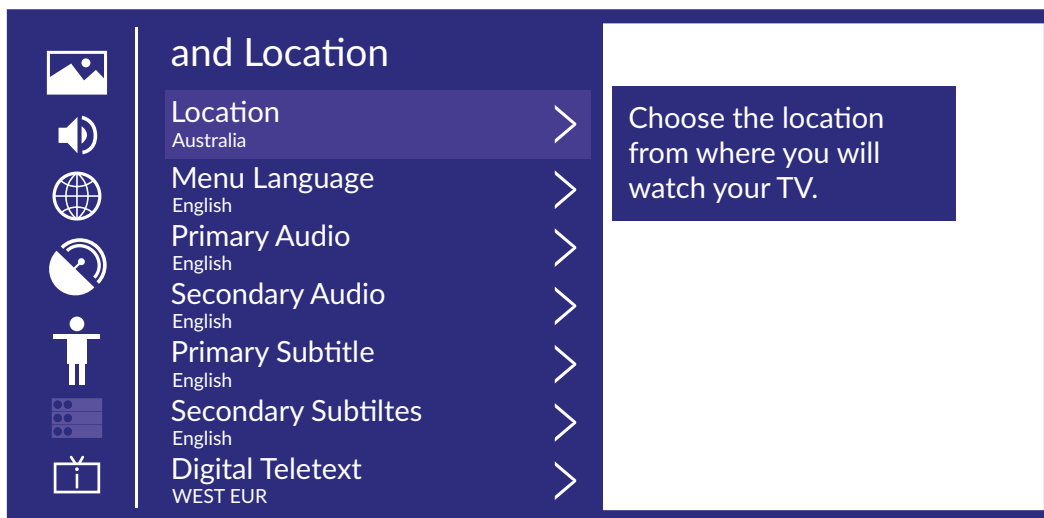 and Location
Location
Australia
Menu Language
English
Primary Audio
English
Secondary Audio
English
Primary Subtitle
English
Secondary Subtiltes
English
Digital Teletext
WEST EUR
Choose the location
from where you will
watch your TV.
i